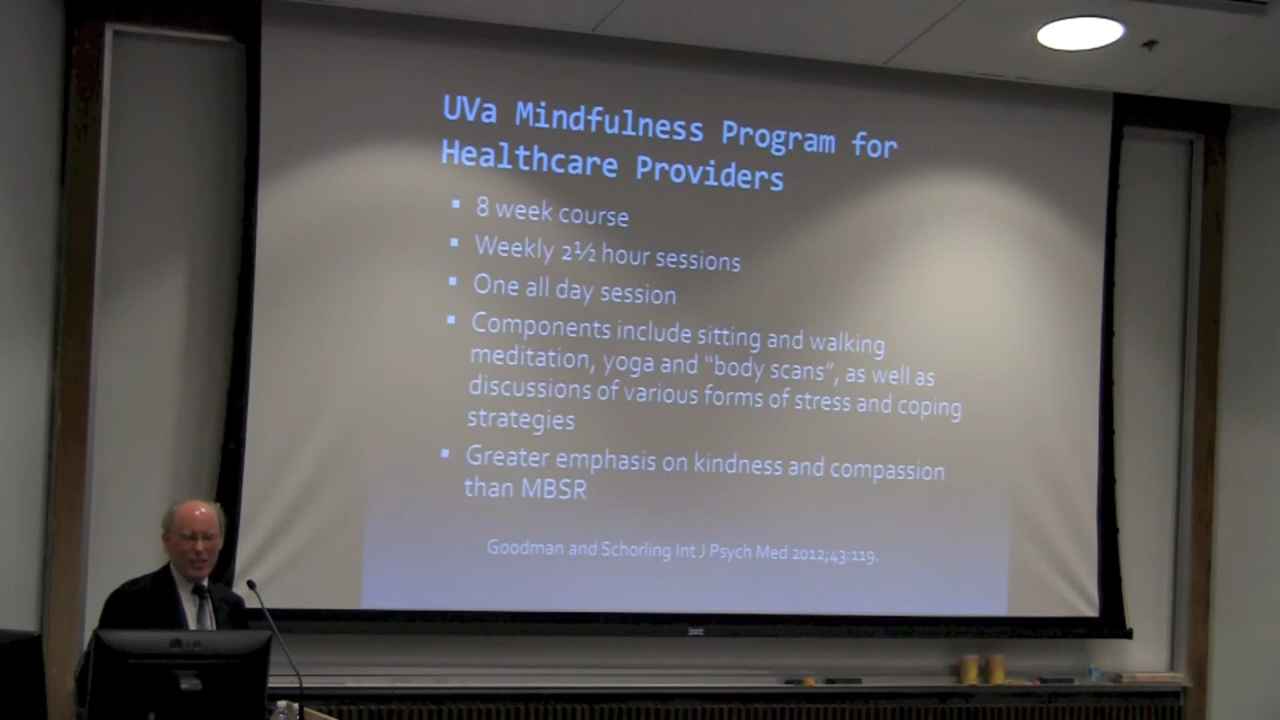 UVa Mindfulness Program for
Healthcare Providers
▪ 8 week course
▪ Weekly 2½ hour sessions
▪ One all day session
▪ Components include sitting and walking
meditation, yoga and “body scans”, as well as
discussions of various forms of stress and coping
strategies
▪ Greater emphasis on kindness and compassion
than MBSR
Goodman and Schorling Int J Psych Med 2012;43:119.
LG